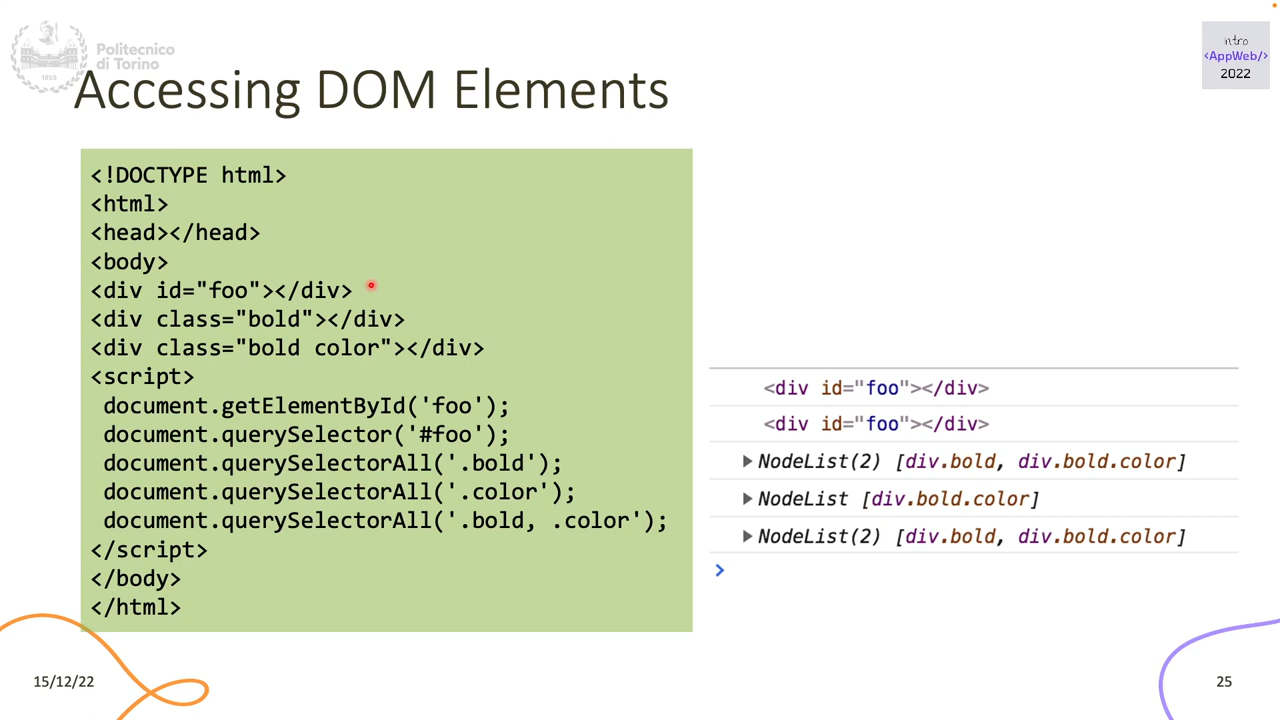 Politecnico
di Torino
1859
intro
<AppWeb/>
2022
Accessing DOM Elements
<!DOCTYPE html>
<html>
<head></head>
<body>
<div id="foo"></div>
<div class="bold"></div>
<div class="bold color"></div>
<script>
document.getElementById('foo');
document.querySelector('#foo');
document.querySelectorAll('.bold');
document.querySelectorAll('.color');
document.querySelectorAll('.bold, .color');
</script>
</body>
</html>
<div id="foo"></div>
<div id="foo"></div>
NodeList(2) [div.bold, div.bold.color]
NodeList [div.bold.color]
NodeList(2) [div.bold, div.bold.color]
15/12/22
25